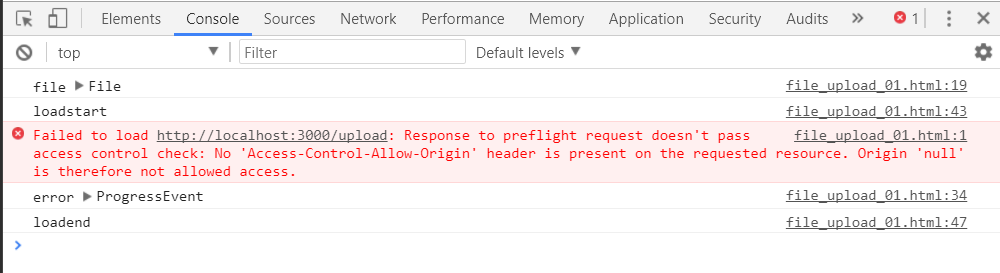 Elements Console Sources Network Performance Memory Application Security Audits » 1
top Filter Default levels
file File file_upload_01.html:19
loadstart file_upload_01.html:43
Failed to load http://localhost:3000/upload: Response to preflight request doesn't pass file_upload_01.html:1
access control check: No 'Access-Control-Allow-Origin' header is present on the requested resource. Origin 'null'
is therefore not allowed access.
error ProgressEvent file_upload_01.html:34
loadend file_upload_01.html:47